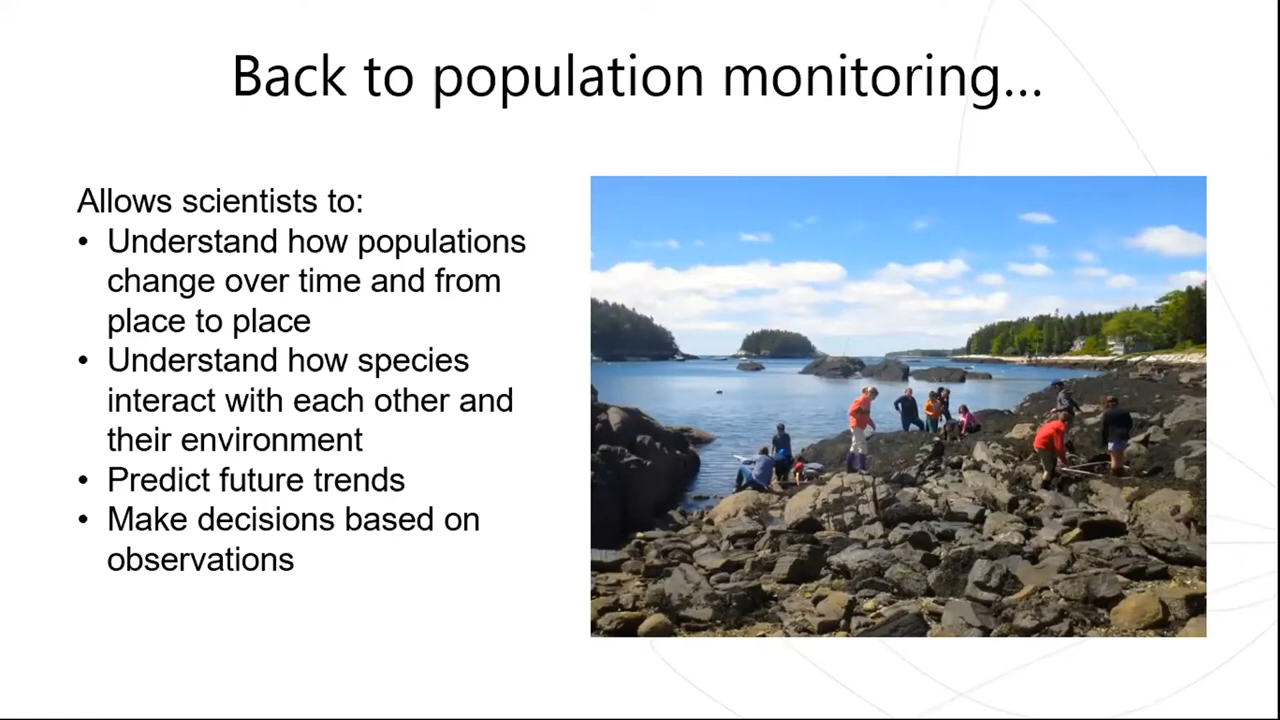 Back to population monitoring...
Allows scientists to:
• Understand how populations
change over time and from
place to place
• Understand how species
interact with each other and
their environment
• Predict future trends
• Make decisions based on
observations